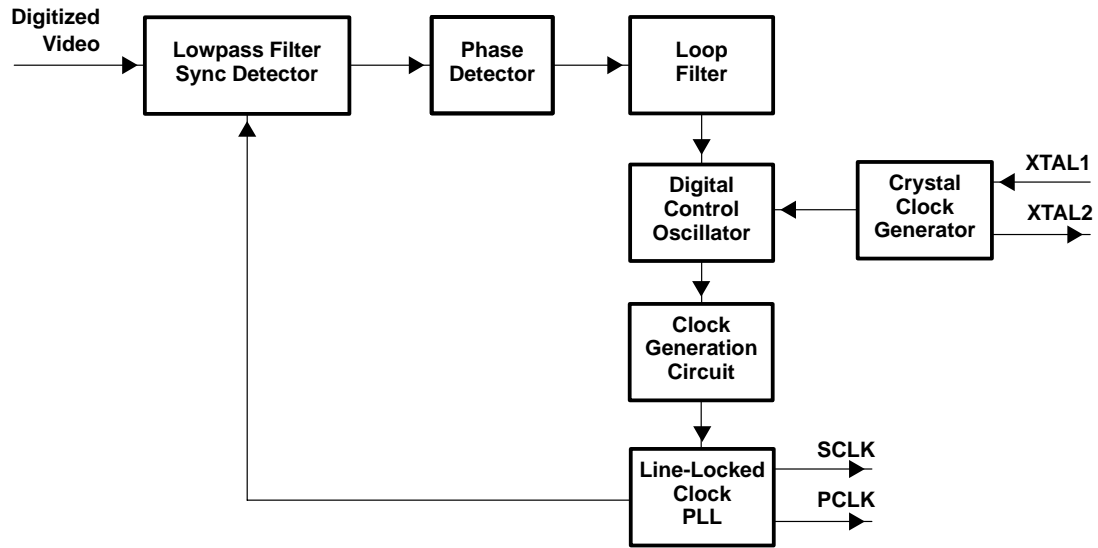 Digitized
Video
Lowpass Filter
Sync Detector
Phase
Detector
Loop
Filter
Digital
Control
Oscillator
Crystal
Clock
Generator
XTAL1
XTAL2
Clock
Generation
Circuit
Line-Locked
Clock
PLL
SCLK
PCLK